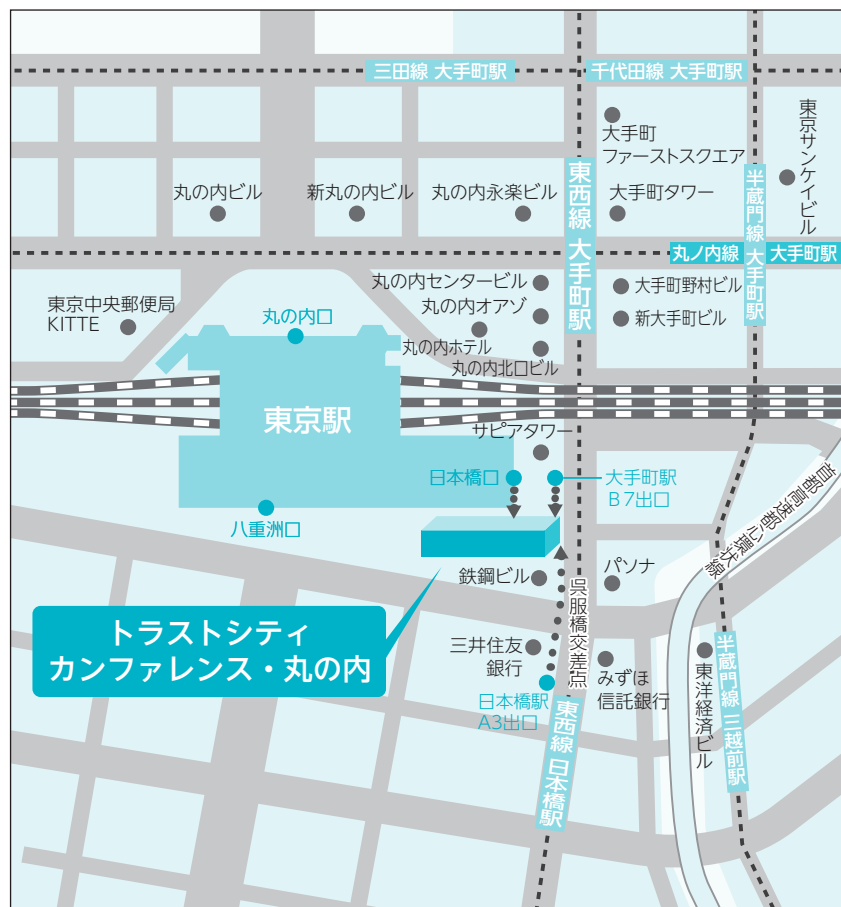 三田線 大手町駅
千代田線 大手町駅
大手町
ファーストスクエア
東京サンケイビル
丸の内ビル
新丸の内ビル
丸の内永楽ビル
東西線 大手町駅
大手町タワー
半蔵門線 大手町駅
丸ノ内線
大手町駅
丸の内センタービル
大手町野村ビル
東京中央郵便局
KITTE
丸の内口
丸の内オアゾ
新大手町ビル
丸の内ホテル
丸の内北口ビル
東京駅
サピアタワー
日本橋口
大手町駅
B7出口
首都高速都心環状線
八重洲口
鉄鋼ビル
呉服橋交差点
パソナ
トラストシティ
カンファレンス・丸の内
三井住友
銀行
みずほ
信託銀行
東洋経済ビル
半蔵門線 三越前駅
日本橋駅
A3出口
東西線 日本橋駅